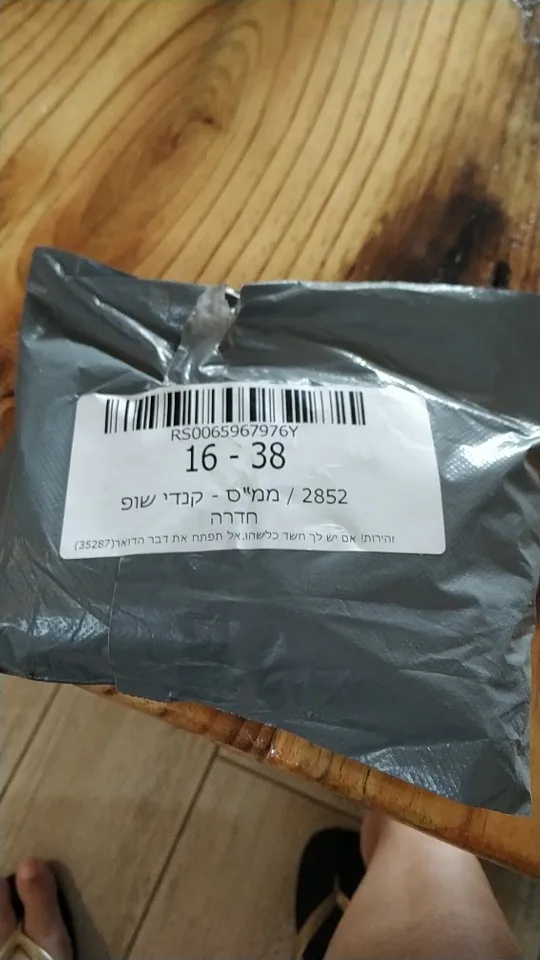 RS0065967976Y
16 - 38
2852 / ממ"ס - קנדי שופ
חדרה
זהירות! אם יש לך חשד כלשהו,אל תפתח את דבר הדואר(35287)